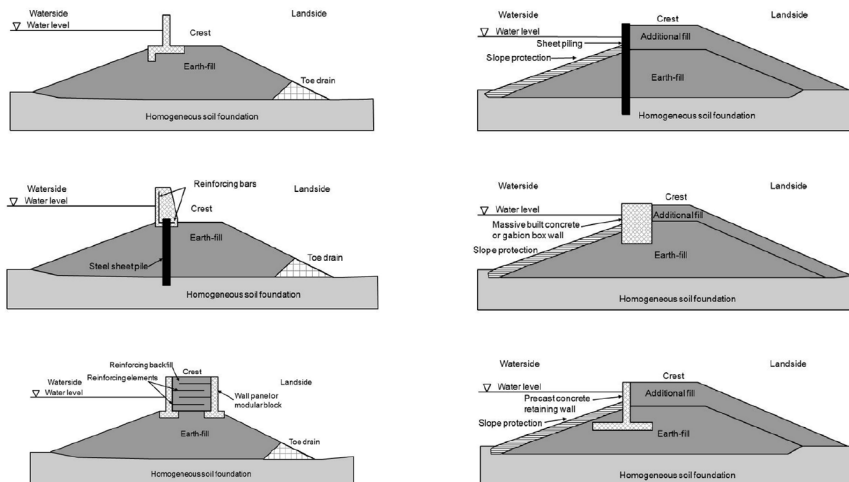 Waterside
Landside
Water level
Crest
Earth-fill
Toe drain
Homogeneous soil foundation
Waterside
Landside
Crest
Water level
Additional fill
Sheet piling
Slope protection
Earth-fill
Homogeneous soil foundation
Reinforcing bars
Waterside
Landside
Water level
Crest
Earth-fill
Steel sheet pile
Toe drain
Homogeneous soil foundation
Waterside
Landside
Crest
Water level
Additional fill
Massive built concrete
or gabion box wall
Slope protection
Earth-fill
Homogeneous soil foundation
Reinforcing backfill
Crest
Reinforcing elements
Waterside
Landside
Water level
Wall panel or
modular block
Earth-fill
Toe drain
Homogeneous soil foundation
Waterside
Landside
Crest
Water level
Precast concrete
retaining wall
Additional fill
Slope protection
Earth-fill
Homogeneous soil foundation